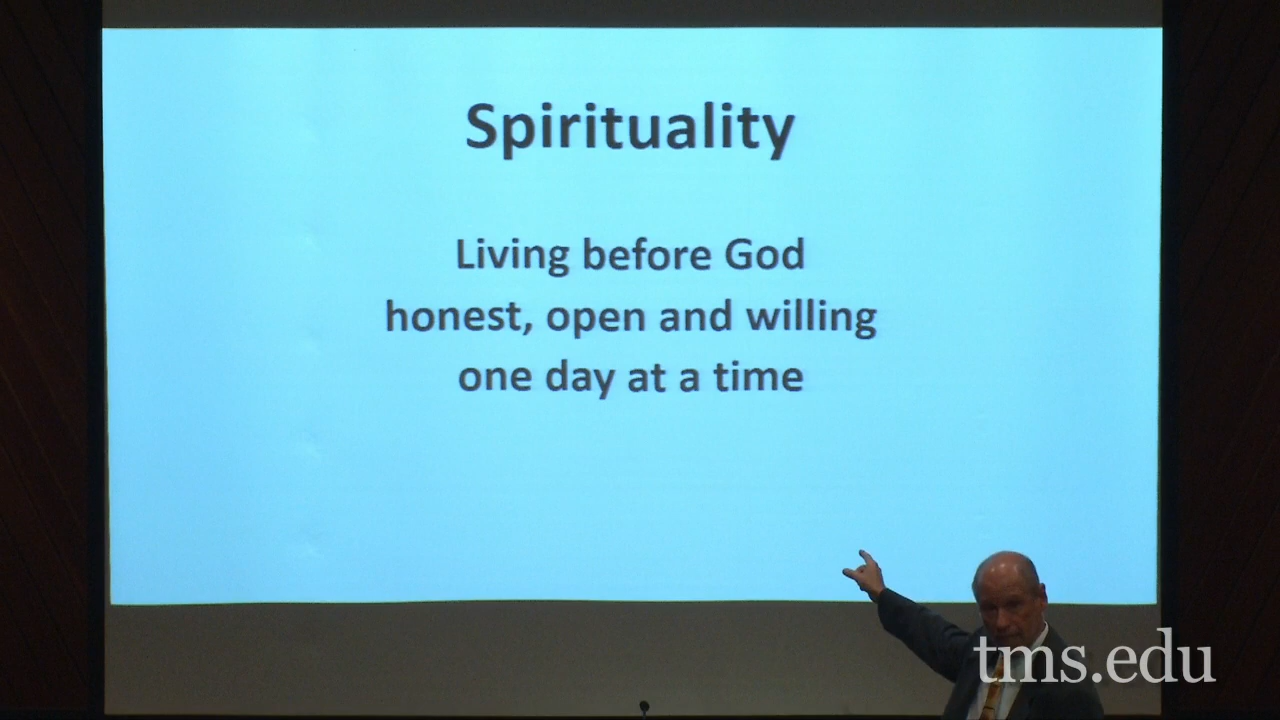 Spirituality
Living before God
honest, open and willing
one day at a time
tms.edu